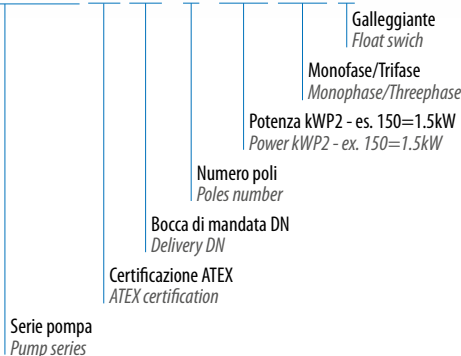 Galleggiante
Float swich
Monofase/Trifase
Monophase/Threephase
Potenza kWP2 - es. 150=1.5kW
Power kWP2 - ex. 150=1.5kW
Numero poli
Poles number
Bocca di mandata DN
Delivery DN
Certificazione ATEX
ATEX certification
Serie pompa
Pump series